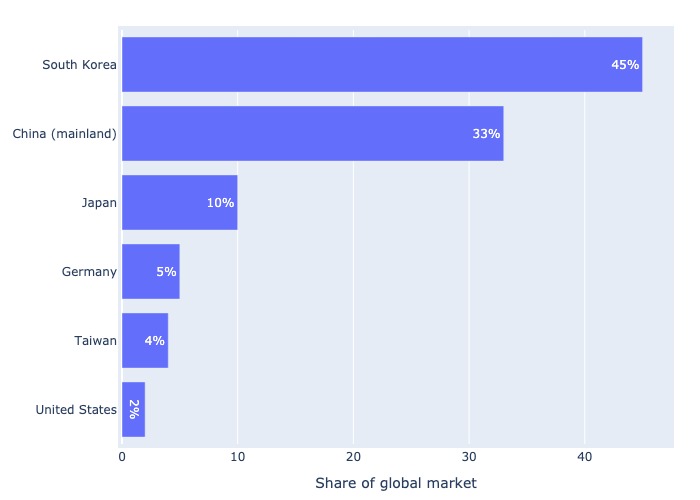 South Korea 45%
China (mainland) 33%
Japan 10%
Germany 5%
Taiwan 4%
United States 2%
0 10 20 30 40
Share of global market